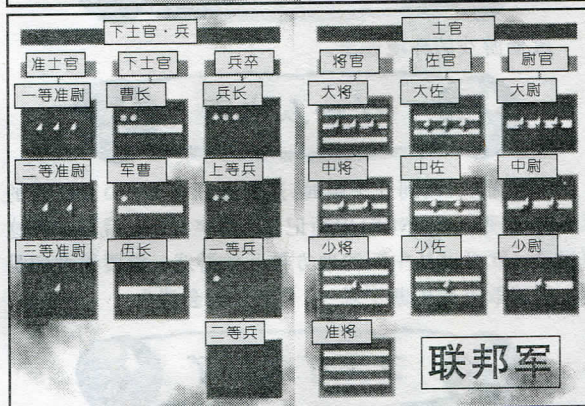 下士官·兵
士官
准士官 下士官 兵卒 将官 佐官 尉官
一等准尉 曹长 兵长 大将 大佐 大尉
二等准尉 军曹 上等兵 中将 中佐 中尉
三等准尉 伍长 一等兵 少将 少佐 少尉
二等兵 准将
联邦军